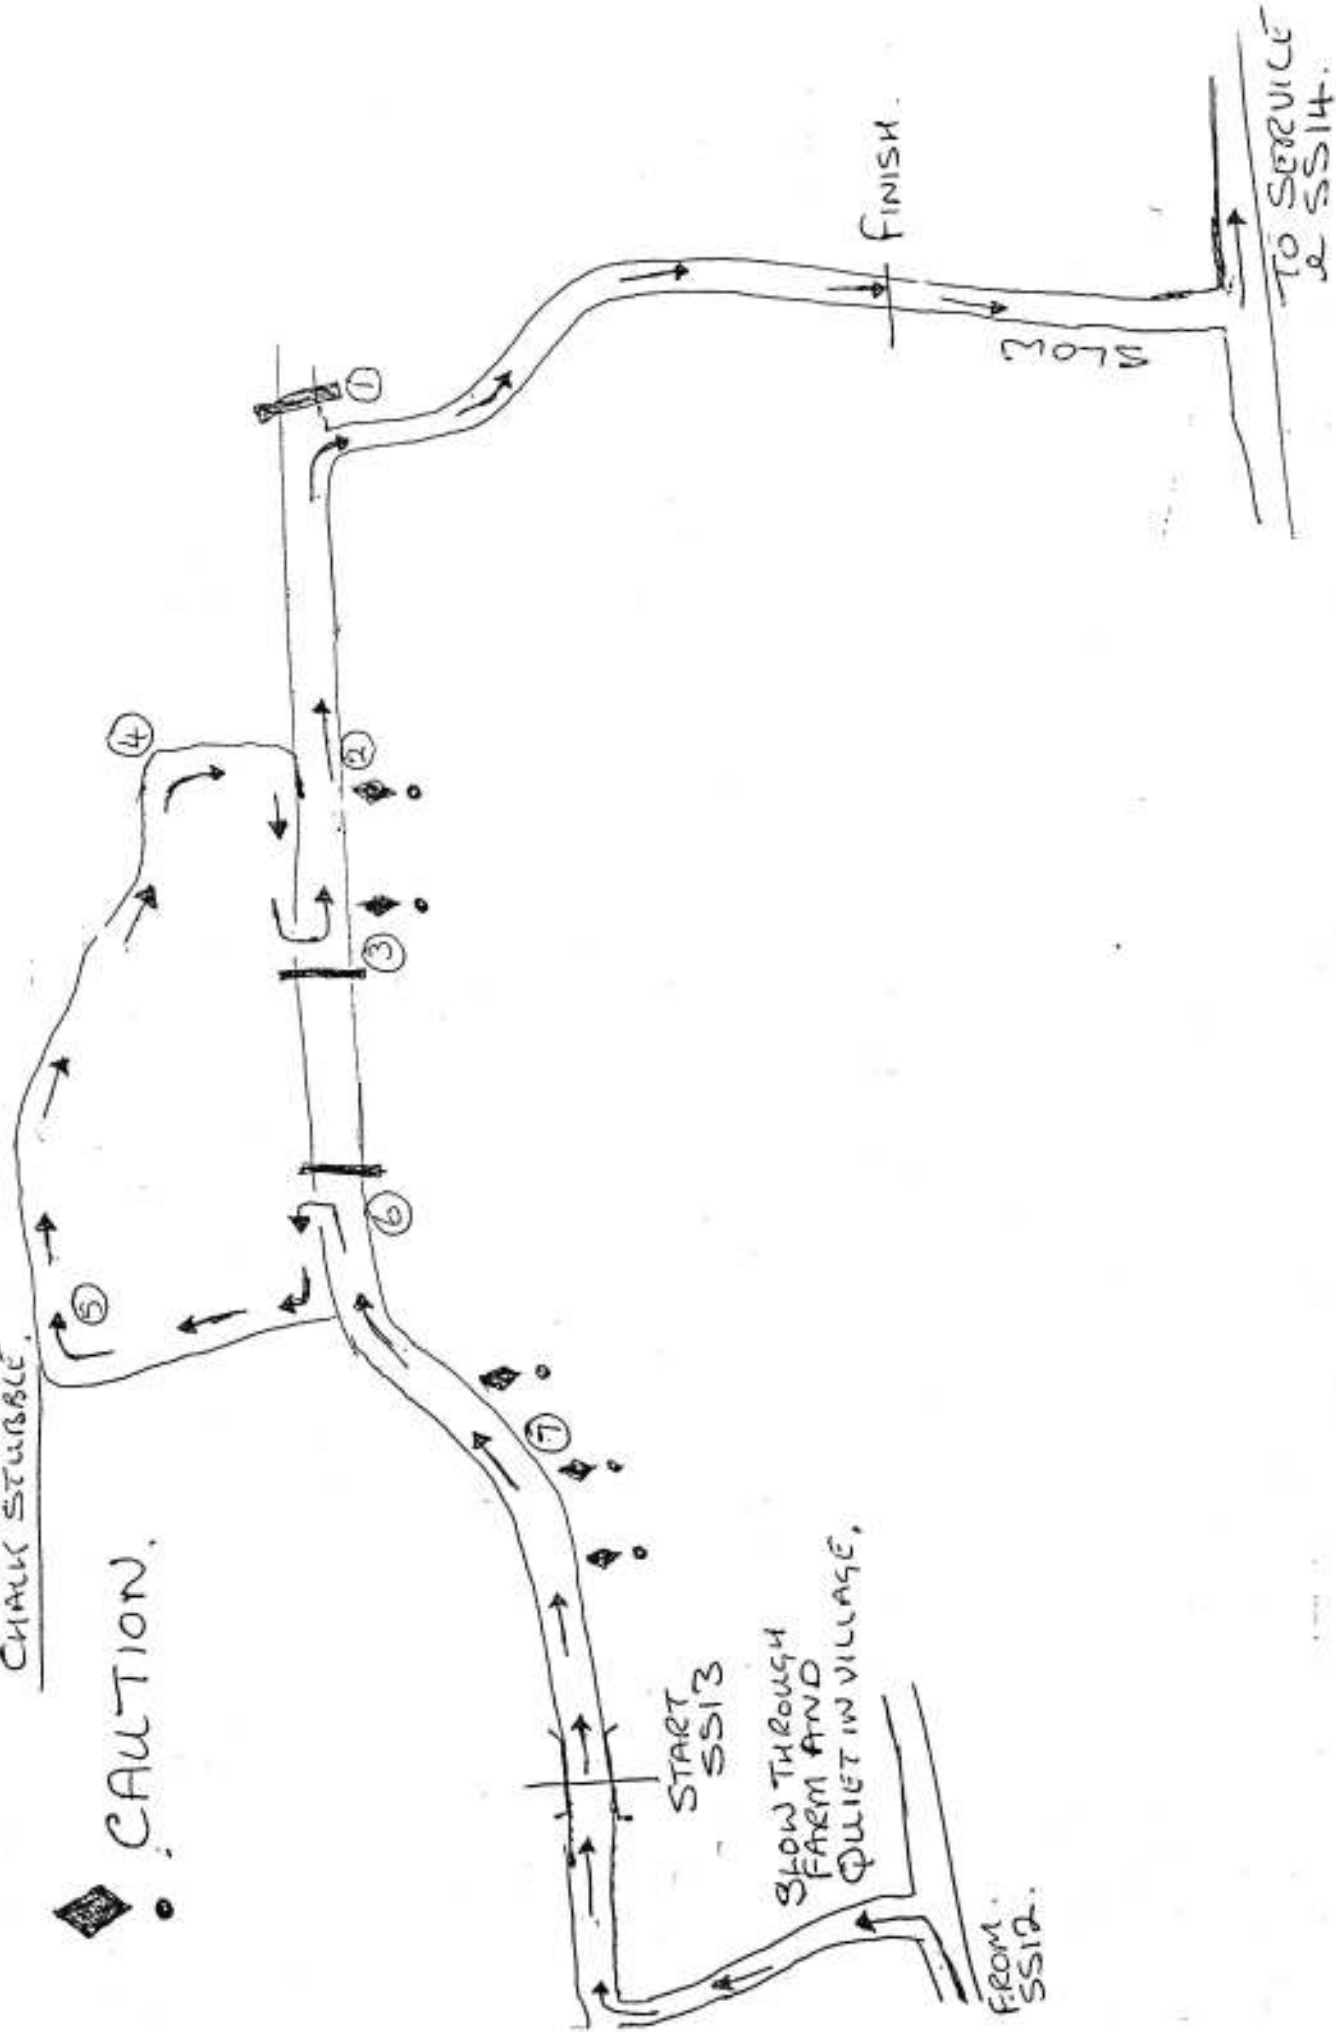 CHALK STUBBLE.
: CAUTION.
1
FINISH.
SLOW
TO SERVICE
& SS14.
4
2
3
5
6
7
START
SS13
SLOW THROUGH
FARM AND
QUIET IN VILLAGE.
FROM.
SS12.